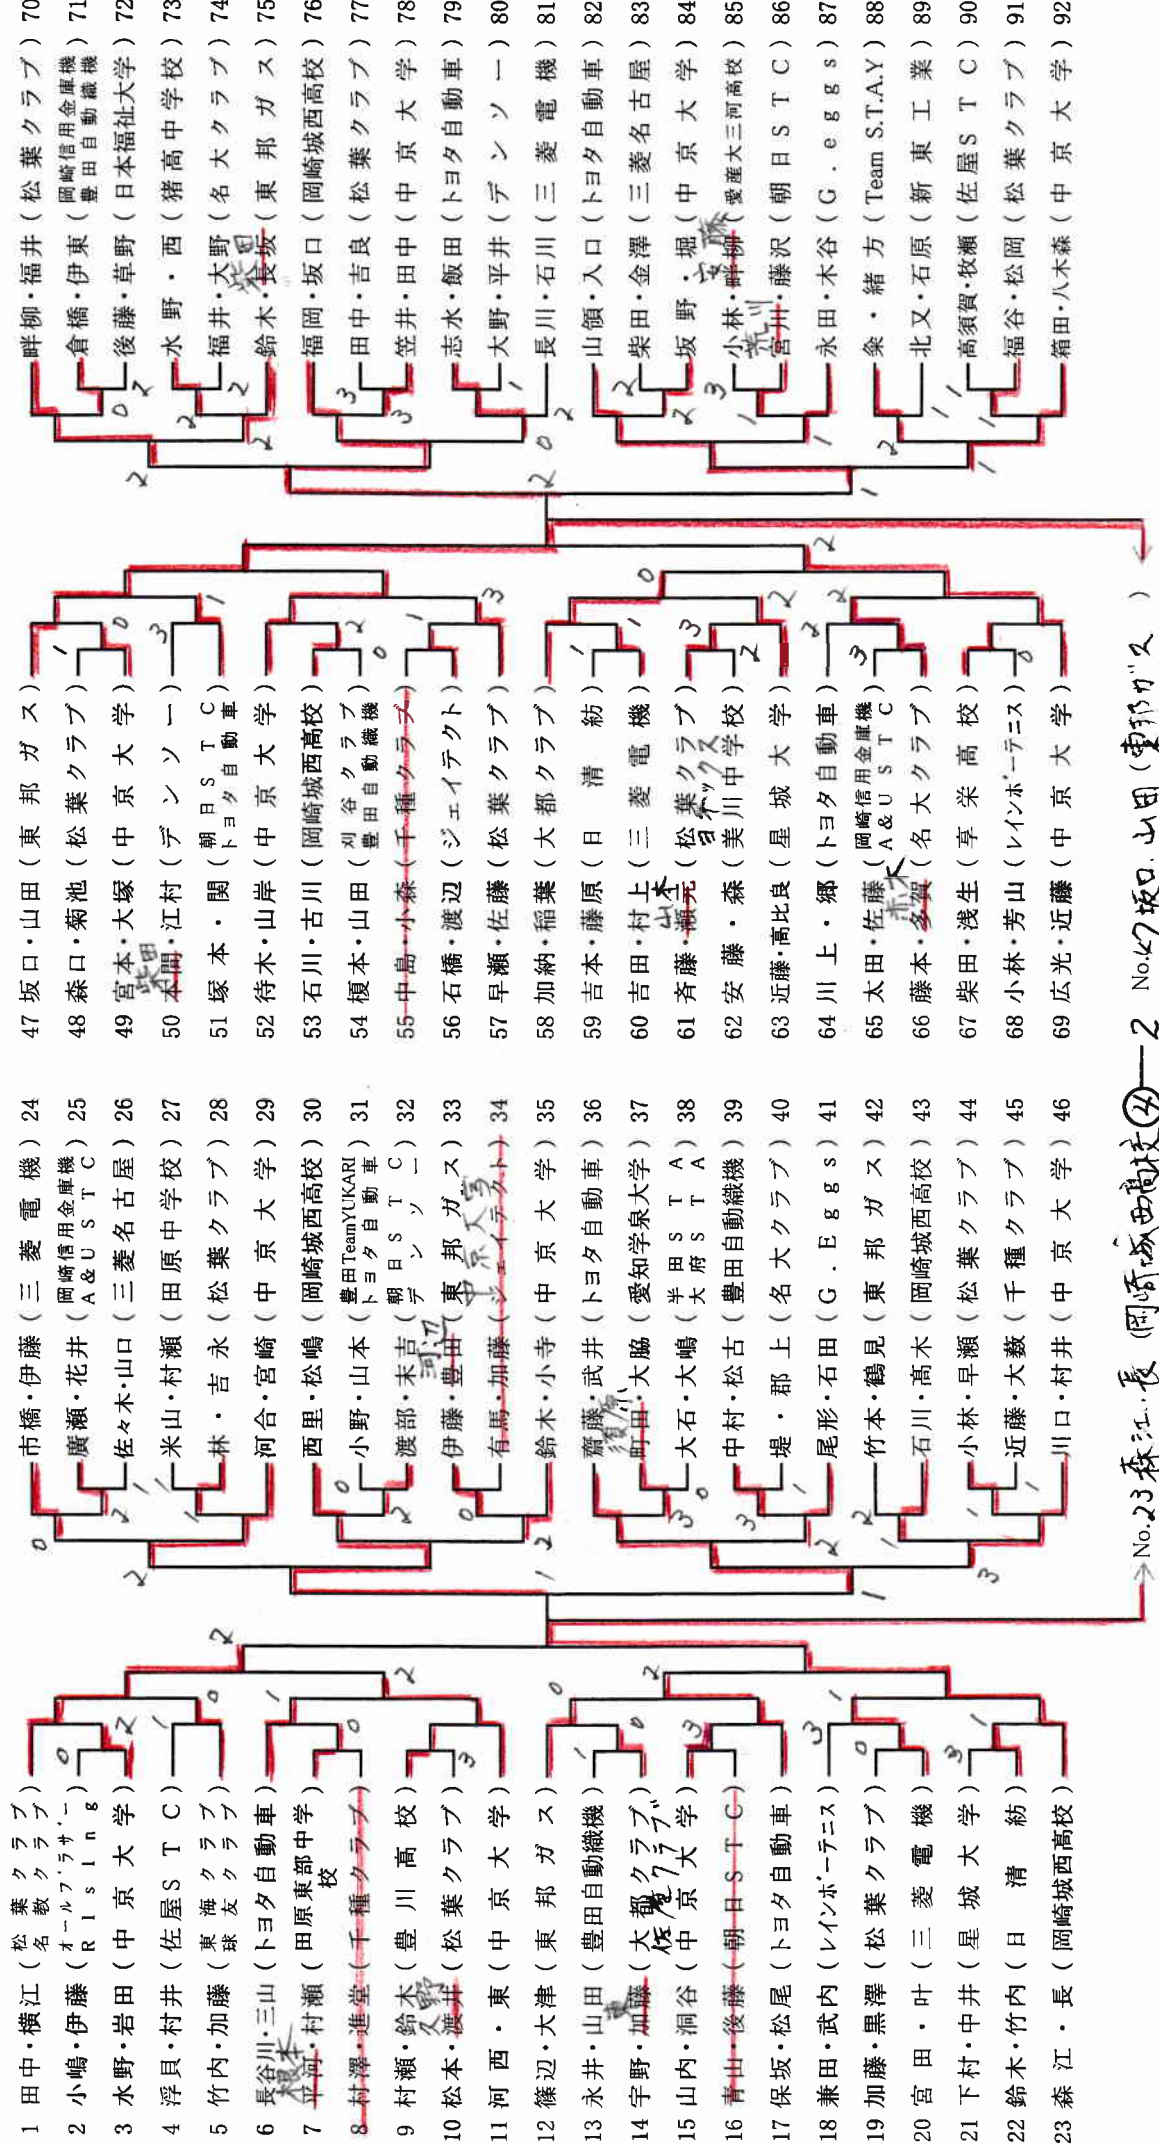 1 田中・横江 (松葉クラブ 名教クラブ)
2 小嶋・伊藤 (オールブラザー Rising)
3 水野・岩田 (中京大学)
4 浮貝・村井 (佐屋STC)
5 竹内・加藤 (東海クラブ 球友クラブ)
6 長谷川・三山 (トヨタ自動車)
根本
7 平河・村瀬 (田原東部中学校)
8 村澤・進堂 (千種クラブ)
9 村瀬・鈴木 (豊川高校)
久野
10 松本・渡井 (松葉クラブ)
11 河西・東 (中京大学)
12 篠辺・大津 (東邦ガス)
13 永井・山田 (豊田自動織機)
東
14 宇野・加藤 (大都クラブ)
佐屋クラブ
15 山内・洞谷 (中京大学)
16 青山・後藤 (朝日STC)
17 保坂・松尾 (トヨタ自動車)
18 兼田・武内 (レインボーテニス)
19 加藤・黒澤 (松葉クラブ)
20 宮田・叶 (三菱電機)
21 下村・中井 (星城大学)
22 鈴木・竹内 (日清紡)
23 森江・長 (岡崎城西高校)
市橋・伊藤 (三菱電機) 24
廣瀬・花井 (岡崎信用金庫機 A&USTC) 25
佐々木・山口 (三菱名古屋) 26
米山・村瀬 (田原中学校) 27
林・吉永 (松葉クラブ) 28
河合・宮崎 (中京大学) 29
西里・松嶋 (岡崎城西高校) 30
小野・山本 (豊田TeamYUKARI トヨタ自動車) 31
渡部・末吉 (朝日STC デンソー) 32
河辺
伊藤・豊田 (東邦ガス) 33
中京大学
有馬・加藤 (ジェイテクト) 34
鈴木・小寺 (中京大学) 35
齋藤・武井 (トヨタ自動車) 36
須原
町田・大脇 (愛知学泉大学) 37
大石・大嶋 (半田STA 大府STA) 38
中村・松古 (豊田自動織機) 39
堤・郡上 (名大クラブ) 40
尾形・石田 (G.Eggs) 41
竹本・鶴見 (東邦ガス) 42
石川・髙木 (岡崎城西高校) 43
小林・早瀬 (松葉クラブ) 44
近藤・大薮 (千種クラブ) 45
川口・村井 (中京大学) 46
47 坂口・山田 (東邦ガス)
48 森口・菊池 (松葉クラブ)
49 宮本・大塚 (中京大学)
柴田
50 本間・江村 (デンソー)
51 塚本・関 (朝日STC トヨタ自動車)
52 待木・山岸 (中京大学)
53 石川・古川 (岡崎城西高校)
54 榎本・山田 (刈谷クラブ 豊田自動織機)
55 中島・小森 (千種クラブ)
56 石橋・渡辺 (ジェイテクト)
57 早瀬・佐藤 (松葉クラブ)
58 加納・稲葉 (大都クラブ)
59 吉本・藤原 (日清紡)
60 吉田・村上 (三菱電機)
山本
61 斉藤・瀬元 (松葉クラブ)
ヨネックス
62 安藤・森 (美川中学校)
63 近藤・高比良 (星城大学)
64 川上・郷 (トヨタ自動車)
65 太田・佐藤 (岡崎信用金庫機 A&USTC)
赤木
66 藤本・多賀 (名大クラブ)
67 柴田・浅生 (享栄高校)
68 小林・芳山 (レインボーテニス)
69 広光・近藤 (中京大学)
畔柳・福井 (松葉クラブ) 70
倉橋・伊東 (岡崎信用金庫機 豊田自動織機) 71
後藤・草野 (日本福祉大学) 72
水野・西 (猪高中学校) 73
福井・大野 (名大クラブ) 74
柴田
鈴木・長坂 (東邦ガス) 75
福岡・坂口 (岡崎城西高校) 76
田中・吉良 (松葉クラブ) 77
笠井・田中 (中京大学) 78
志水・飯田 (トヨタ自動車) 79
大野・平井 (デンソー) 80
長川・石川 (三菱電機) 81
山領・入口 (トヨタ自動車) 82
柴田・金澤 (三菱名古屋) 83
坂野・堀 (中京大学) 84
安藤
小林・畔柳 (愛産大三河高校) 85
荒川
宮川・藤沢 (朝日STC) 86
永田・木谷 (G.eggs) 87
粂・緒方 (Team S.T.A.Y) 88
北又・石原 (新東工業) 89
高須賀・牧瀬 (佐屋STC) 90
福谷・松岡 (松葉クラブ) 91
箱田・八木森 (中京大学) 92
No.23 森江・長 (岡崎城西高校) ④―2 No.47 坂口・山田 (東邦ガス)